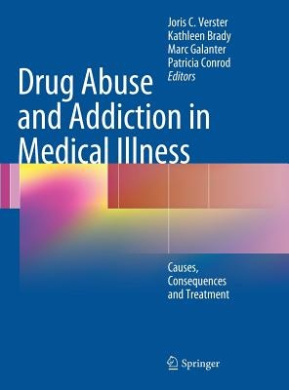 Joris C. Verster
Kathleen Brady
Marc Galanter
Patricia Conrod
Editors
Drug Abuse
and Addiction in
Medical Illness
Causes,
Consequences
and Treatment
Springer